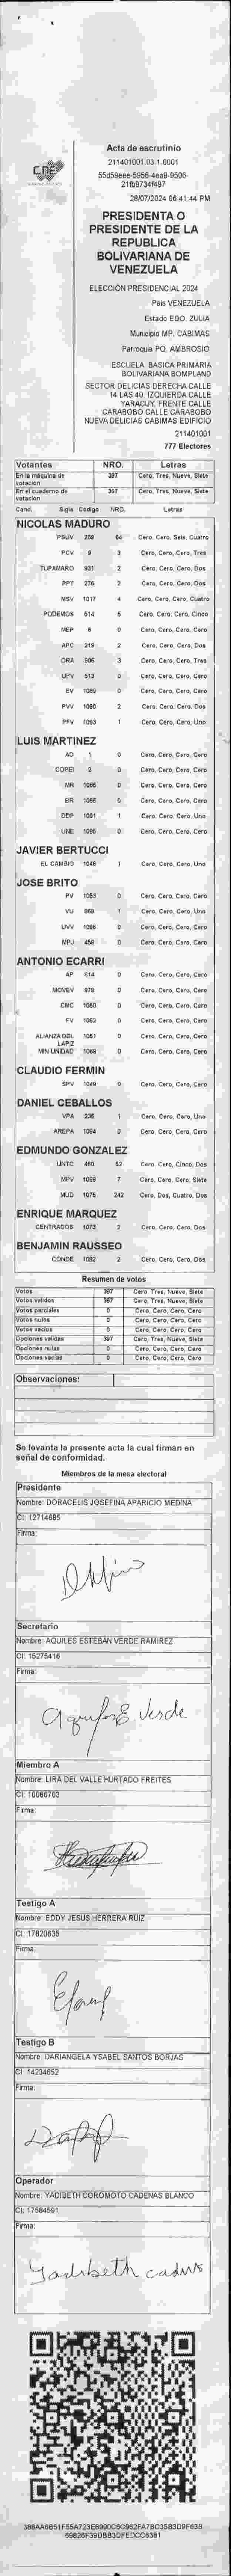 CNE
Acta de escrutinio
211401001.03.1.0001
28/07/2024 06:41:44 PM
PRESIDENTA O
PRESIDENTE DE LA
REPUBLICA
BOLIVARIANA DE
VENEZUELA
ELECCIÓN PRESIDENCIAL 2024
País VENEZUELA
Estado EDO. ZULIA
Municipio MP. CABIMAS
Parroquia PQ. AMBROSIO
ESCUELA BASICA PRIMARIA
BOLIVARIANA BOMPLAND
SECTOR DELICIAS DERECHA CALLE
14 LAS 40. IZQUIERDA CALLE
YARACUY. FRENTE CALLE
CARABOBO CALLE CARABOBO
NUEVA DELICIAS CABIMAS EDIFICIO
211401001
777 Electores
Votantes NRO. Letras
En la máquina de votación 397 Cero, Tres, Nueve, Siete
En el cuaderno de votación 397 Cero, Tres, Nueve, Siete
Cand. Sigla Código NRO. Letras
NICOLAS MADURO
PSUV 269 64 Cero, Cero, Seis, Cuatro
PCV 9 3 Cero, Cero, Cero, Tres
TUPAMARO 931 2 Cero, Cero, Cero, Dos
PPT 276 2 Cero, Cero, Cero, Dos
MSV 1017 4 Cero, Cero, Cero, Cuatro
PODEMOS 514 5 Cero, Cero, Cero, Cinco
MEP 6 0 Cero, Cero, Cero, Cero
APC 219 2 Cero, Cero, Cero, Dos
ORA 906 3 Cero, Cero, Cero, Tres
UPV 513 0 Cero, Cero, Cero, Cero
EV 1089 0 Cero, Cero, Cero, Cero
PVV 1090 2 Cero, Cero, Cero, Dos
PFV 1093 1 Cero, Cero, Cero, Uno
LUIS MARTINEZ
AD 1 0 Cero, Cero, Cero, Cero
COPEI 2 0 Cero, Cero, Cero, Cero
MR 1065 0 Cero, Cero, Cero, Cero
BR 1066 0 Cero, Cero, Cero, Cero
DDP 1091 1 Cero, Cero, Cero, Uno
UNE 1095 0 Cero, Cero, Cero, Cero
JAVIER BERTUCCI
EL CAMBIO 1048 1 Cero, Cero, Cero, Uno
JOSE BRITO
PV 1053 0 Cero, Cero, Cero, Cero
VU 868 1 Cero, Cero, Cero, Uno
UVV 1096 0 Cero, Cero, Cero, Cero
MPJ 458 0 Cero, Cero, Cero, Cero
ANTONIO ECARRI
AP 814 0 Cero, Cero, Cero, Cero
MOVEV 878 0 Cero, Cero, Cero, Cero
CMC 1060 0 Cero, Cero, Cero, Cero
FV 1062 0 Cero, Cero, Cero, Cero
ALIANZA DEL LAPIZ 1051 0 Cero, Cero, Cero, Cero
MIN UNIDAD 1068 0 Cero, Cero, Cero, Cero
CLAUDIO FERMIN
SPV 1049 0 Cero, Cero, Cero, Cero
DANIEL CEBALLOS
VPA 235 1 Cero, Cero, Cero, Uno
AREPA 1094 0 Cero, Cero, Cero, Cero
EDMUNDO GONZALEZ
UNTC 460 52 Cero, Cero, Cinco, Dos
MPV 1069 7 Cero, Cero, Cero, Siete
MUD 1076 242 Cero, Dos, Cuatro, Dos
ENRIQUE MARQUEZ
CENTRADOS 1073 2 Cero, Cero, Cero, Dos
BENJAMIN RAUSSEO
CONDE 1092 2 Cero, Cero, Cero, Dos
Resumen de votos
Votos 397 Cero, Tres, Nueve, Siete
Votos validos 397 Cero, Tres, Nueve, Siete
Votos parciales 0 Cero, Cero, Cero, Cero
Votos nulos 0 Cero, Cero, Cero, Cero
Votos vacios 0 Cero, Cero, Cero, Cero
Opciones validas 397 Cero, Tres, Nueve, Siete
Opciones nulas 0 Cero, Cero, Cero, Cero
Opciones vacias 0 Cero, Cero, Cero, Cero
Observaciones:
Se levanta la presente acta la cual firman en
señal de conformidad.
Miembros de la mesa electoral
Presidente
Nombre: DORACELIS JOSEFINA APARICIO MEDINA
CI: 12714685
Firma:
Secretario
Nombre: AQUILES ESTEBAN VERDE RAMIREZ
CI: 15275416
Firma:
Verde
Miembro A
Nombre: LIRA DEL VALLE HURTADO FREITES
CI: 10086703
Firma:
Testigo A
Nombre: EDDY JESUS HERRERA RUIZ
CI: 17820635
Firma:
Testigo B
Nombre: DARIANGELA YSABEL SANTOS BORJAS
CI: 14234652
Firma:
Operador
Nombre: YADIBETH COROMOTO CADENAS BLANCO
CI: 17584591
Firma:
Yadibeth